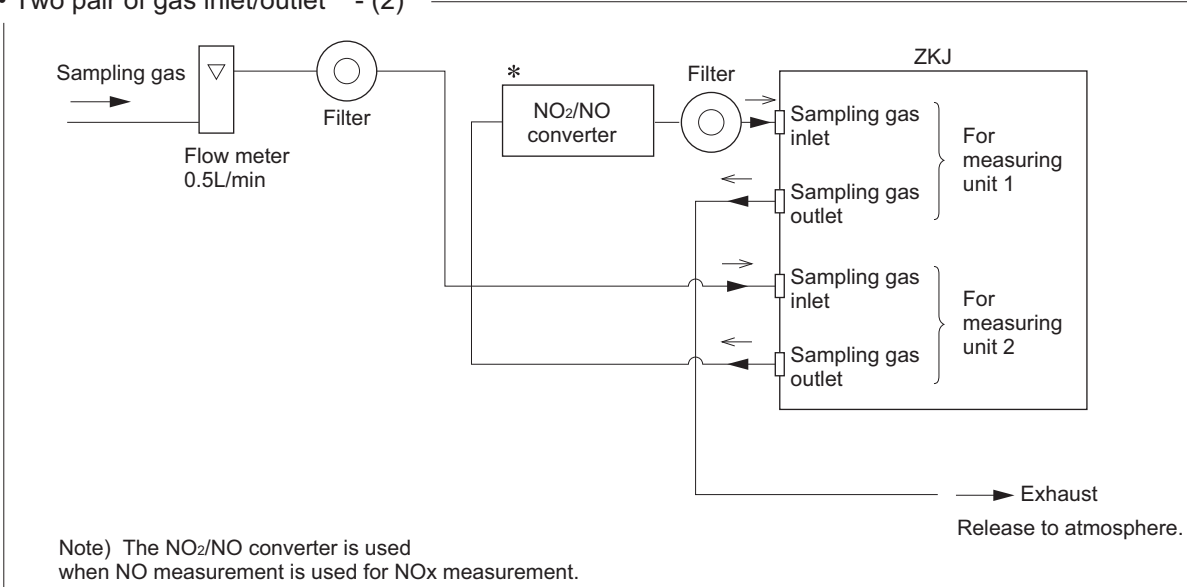 • Two pair of gas inlet/outlet - (2)
Sampling gas
Flow meter
0.5L/min
Filter
*
NO2/NO
converter
Filter
ZKJ
Sampling gas
inlet
Sampling gas
outlet
For
measuring
unit 1
Sampling gas
inlet
Sampling gas
outlet
For
measuring
unit 2
Exhaust
Release to atmosphere.
Note) The NO2/NO converter is used
when NO measurement is used for NOx measurement.